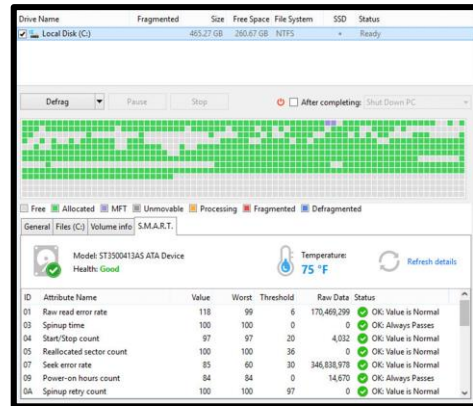 Drive Name Fragmented Size Free Space File System SSD Status
Local Disk (C:) 465.27 GB 260.67 GB NTFS • Ready
Defrag Pause Stop After completing: Shut Down PC
Free Allocated MFT Unmovable Processing Fragmented Defragmented
General Files (C:) Volume info S.M.A.R.T.
Model: ST3500413AS ATA Device
Health: Good
Temperature:
75 °F
Refresh details
ID Attribute Name Value Worst Threshold Raw Data Status
01 Raw read error rate 118 99 6 170,469,299 OK: Value is Normal
03 Spinup time 100 100 0 0 OK: Always Passes
04 Start/Stop count 97 97 20 4,032 OK: Value is Normal
05 Reallocated sector count 100 100 36 0 OK: Value is Normal
07 Seek error rate 85 60 30 346,838,978 OK: Value is Normal
09 Power-on hours count 84 84 0 14,670 OK: Always Passes
0A Spinup retry count 100 100 97 0 OK: Value is Normal